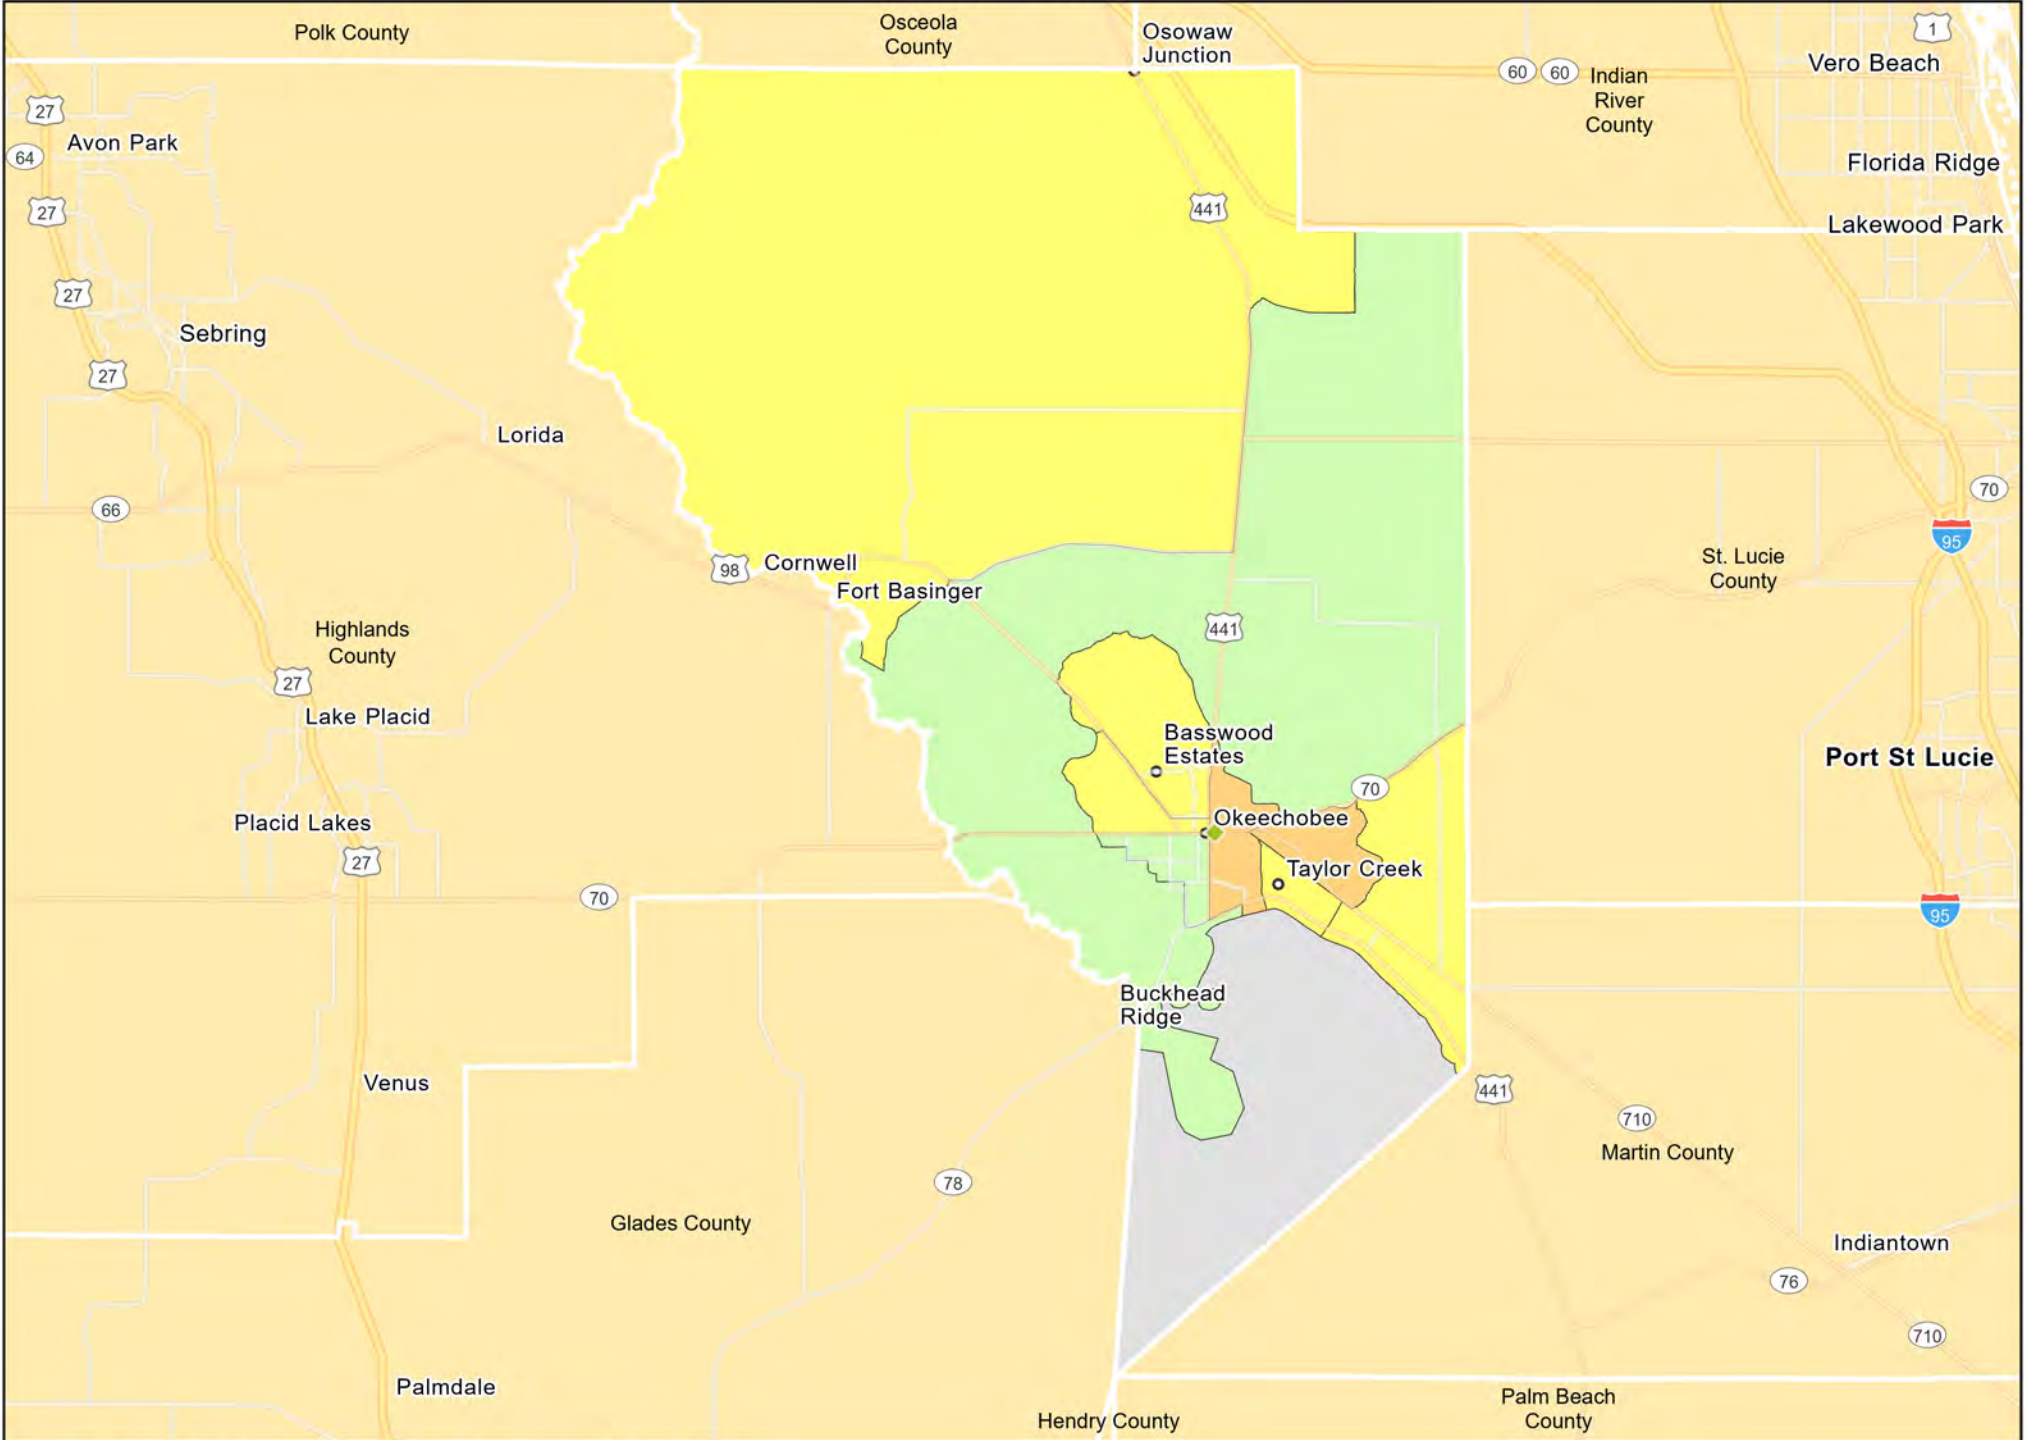 Polk County
Osceola
County
Osowaw
Junction
1
Vero Beach
60
60
Indian
River
County
27
Avon Park
64
Florida Ridge
27
441
Lakewood Park
27
Sebring
27
Lorida
70
66
95
98
Cornwell
St. Lucie
County
Fort Basinger
Highlands
County
441
27
Lake Placid
Basswood
Estates
Port St Lucie
70
Placid Lakes
Okeechobee
27
Taylor Creek
70
95
Buckhead
Ridge
Venus
441
710
Martin County
78
Glades County
Indiantown
76
710
Palmdale
Palm Beach
County
Hendry County